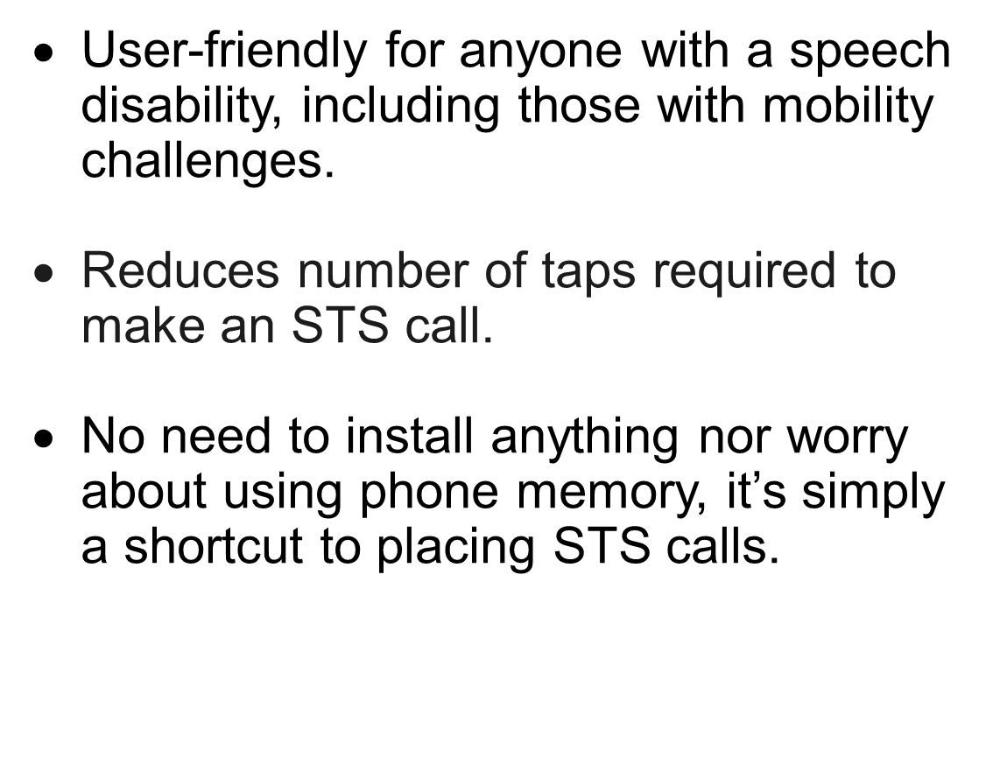 • User-friendly for anyone with a speech
disability, including those with mobility
challenges.
• Reduces number of taps required to
make an STS call.
• No need to install anything nor worry
about using phone memory, it’s simply
a shortcut to placing STS calls.